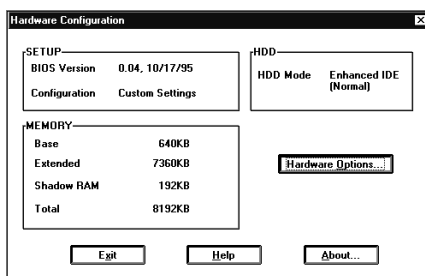 Hardware Configuration
SETUP
BIOS Version 0.04, 10/17/95
Configuration Custom Settings
HDD
HDD Mode Enhanced IDE
(Normal)
MEMORY
Base 640KB
Extended 7360KB
Shadow RAM 192KB
Total 8192KB
Hardware Options...
Exit Help About...